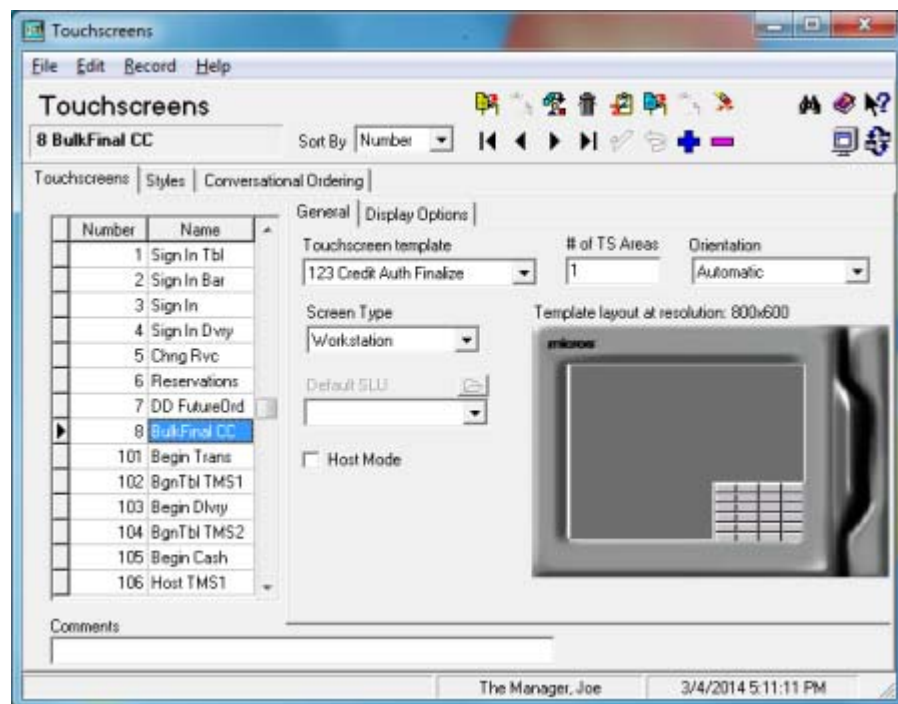 Touchscreens
File Edit Record Help
Touchscreens
8 BulkFinal CC
Sort By Number
Touchscreens Styles Conversational Ordering
General Display Options
Number Name
1 Sign In Tbl
2 Sign In Bar
3 Sign In
4 Sign In Dvry
5 Chng Rvc
6 Reservations
7 DD FutureOrd
8 BulkFinal CC
101 Begin Trans
102 BgnTbl TMS1
103 Begin Dlvry
104 BgnTbl TMS2
105 Begin Cash
106 Host TMS1
Touchscreen template
123 Credit Auth Finalize
# of TS Areas
1
Orientation
Automatic
Screen Type
Workstation
Template layout at resolution: 800x600
micros
Default SLU
Host Mode
Comments
The Manager, Joe
3/4/2014 5:11:11 PM